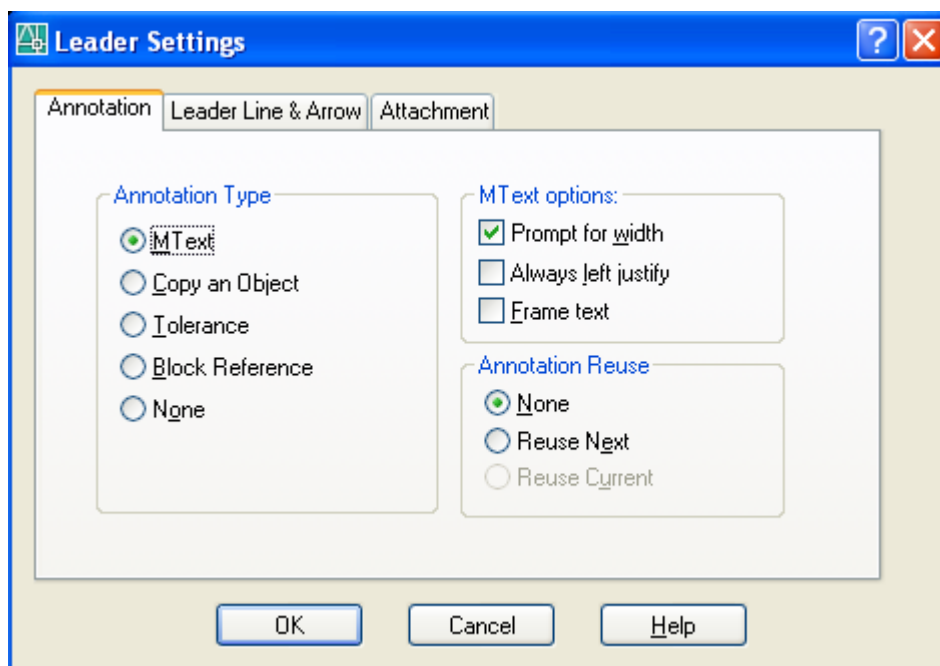 Leader Settings
Annotation
Leader Line & Arrow
Attachment
Annotation Type
MText
Copy an Object
Tolerance
Block Reference
None
MText options:
Prompt for width
Always left justify
Frame text
Annotation Reuse
None
Reuse Next
Reuse Current
OK
Cancel
Help